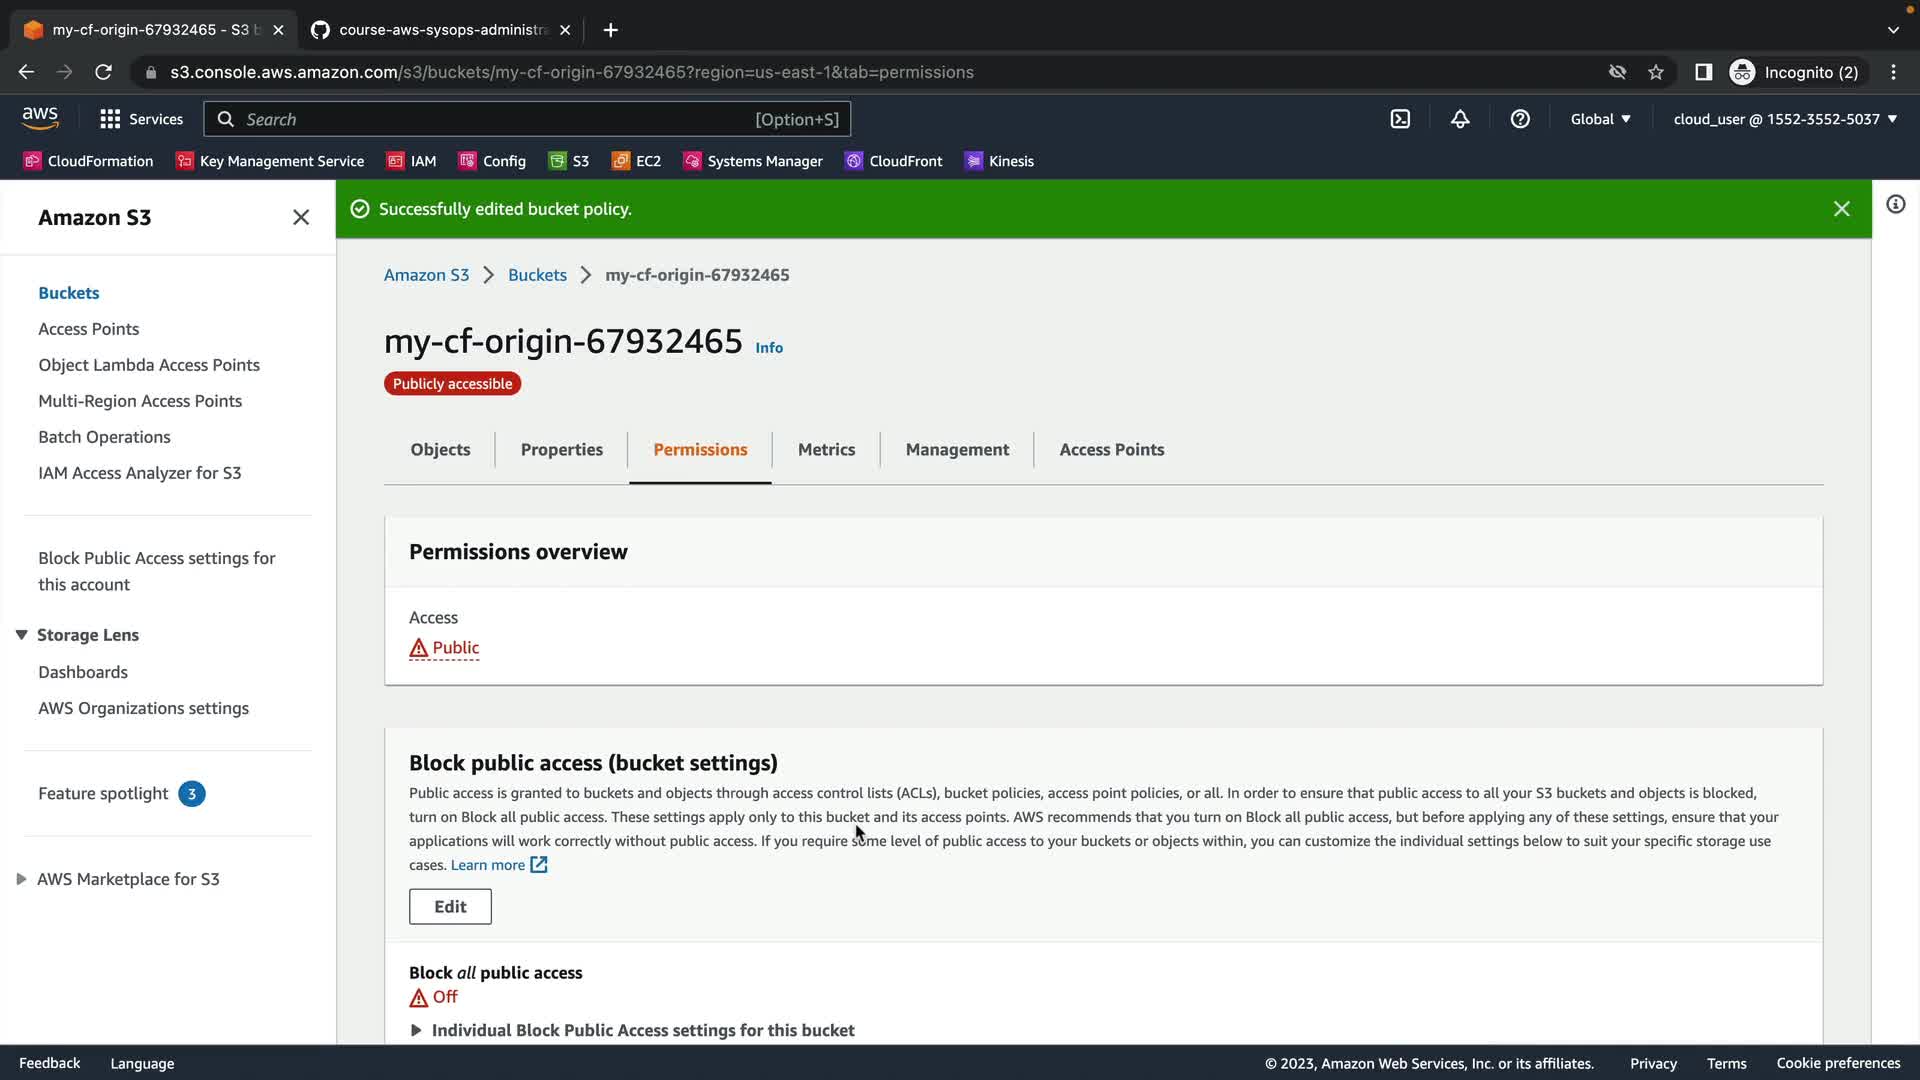 my-cf-origin-67932465 - S3 b
course-aws-sysops-administra
s3.console.aws.amazon.com/s3/buckets/my-cf-origin-67932465?region=us-east-1&tab=permissions
Incognito (2)
aws
Services
Search
[Option+S]
Global
cloud_user @ 1552-3552-5037
CloudFormation
Key Management Service
IAM
Config
S3
EC2
Systems Manager
CloudFront
Kinesis
Amazon S3
Successfully edited bucket policy.
Buckets
Access Points
Object Lambda Access Points
Multi-Region Access Points
Batch Operations
IAM Access Analyzer for S3
Block Public Access settings for
this account
Storage Lens
Dashboards
AWS Organizations settings
Feature spotlight 3
AWS Marketplace for S3
Amazon S3 > Buckets > my-cf-origin-67932465
my-cf-origin-67932465 Info
Publicly accessible
Objects
Properties
Permissions
Metrics
Management
Access Points
Permissions overview
Access
Public
Block public access (bucket settings)
Public access is granted to buckets and objects through access control lists (ACLs), bucket policies, access point policies, or all. In order to ensure that public access to all your S3 buckets and objects is blocked,
turn on Block all public access. These settings apply only to this bucket and its access points. AWS recommends that you turn on Block all public access, but before applying any of these settings, ensure that your
applications will work correctly without public access. If you require some level of public access to your buckets or objects within, you can customize the individual settings below to suit your specific storage use
cases. Learn more
Edit
Block all public access
Off
Individual Block Public Access settings for this bucket
Feedback
Language
© 2023, Amazon Web Services, Inc. or its affiliates.
Privacy
Terms
Cookie preferences